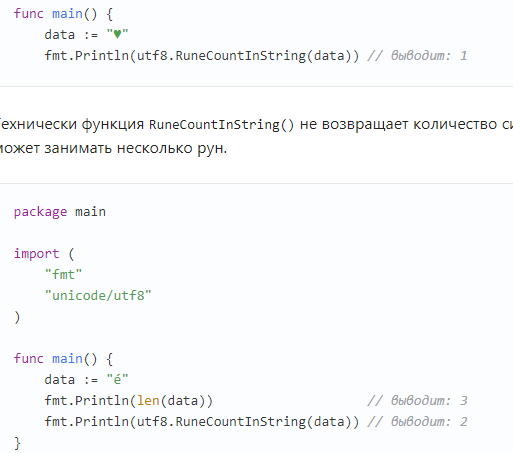 func main() {
    data := "♥"
    fmt.Println(utf8.RuneCountInString(data)) // выводит: 1
ехнически функция RuneCountInString() не возвращает количество
может занимать несколько рун.
package main
import (
    "fmt"
    "unicode/utf8"
)
func main() {
    data := "é"
    fmt.Println(len(data))                    // выводит: 3
    fmt.Println(utf8.RuneCountInString(data)) // выводит: 2
}